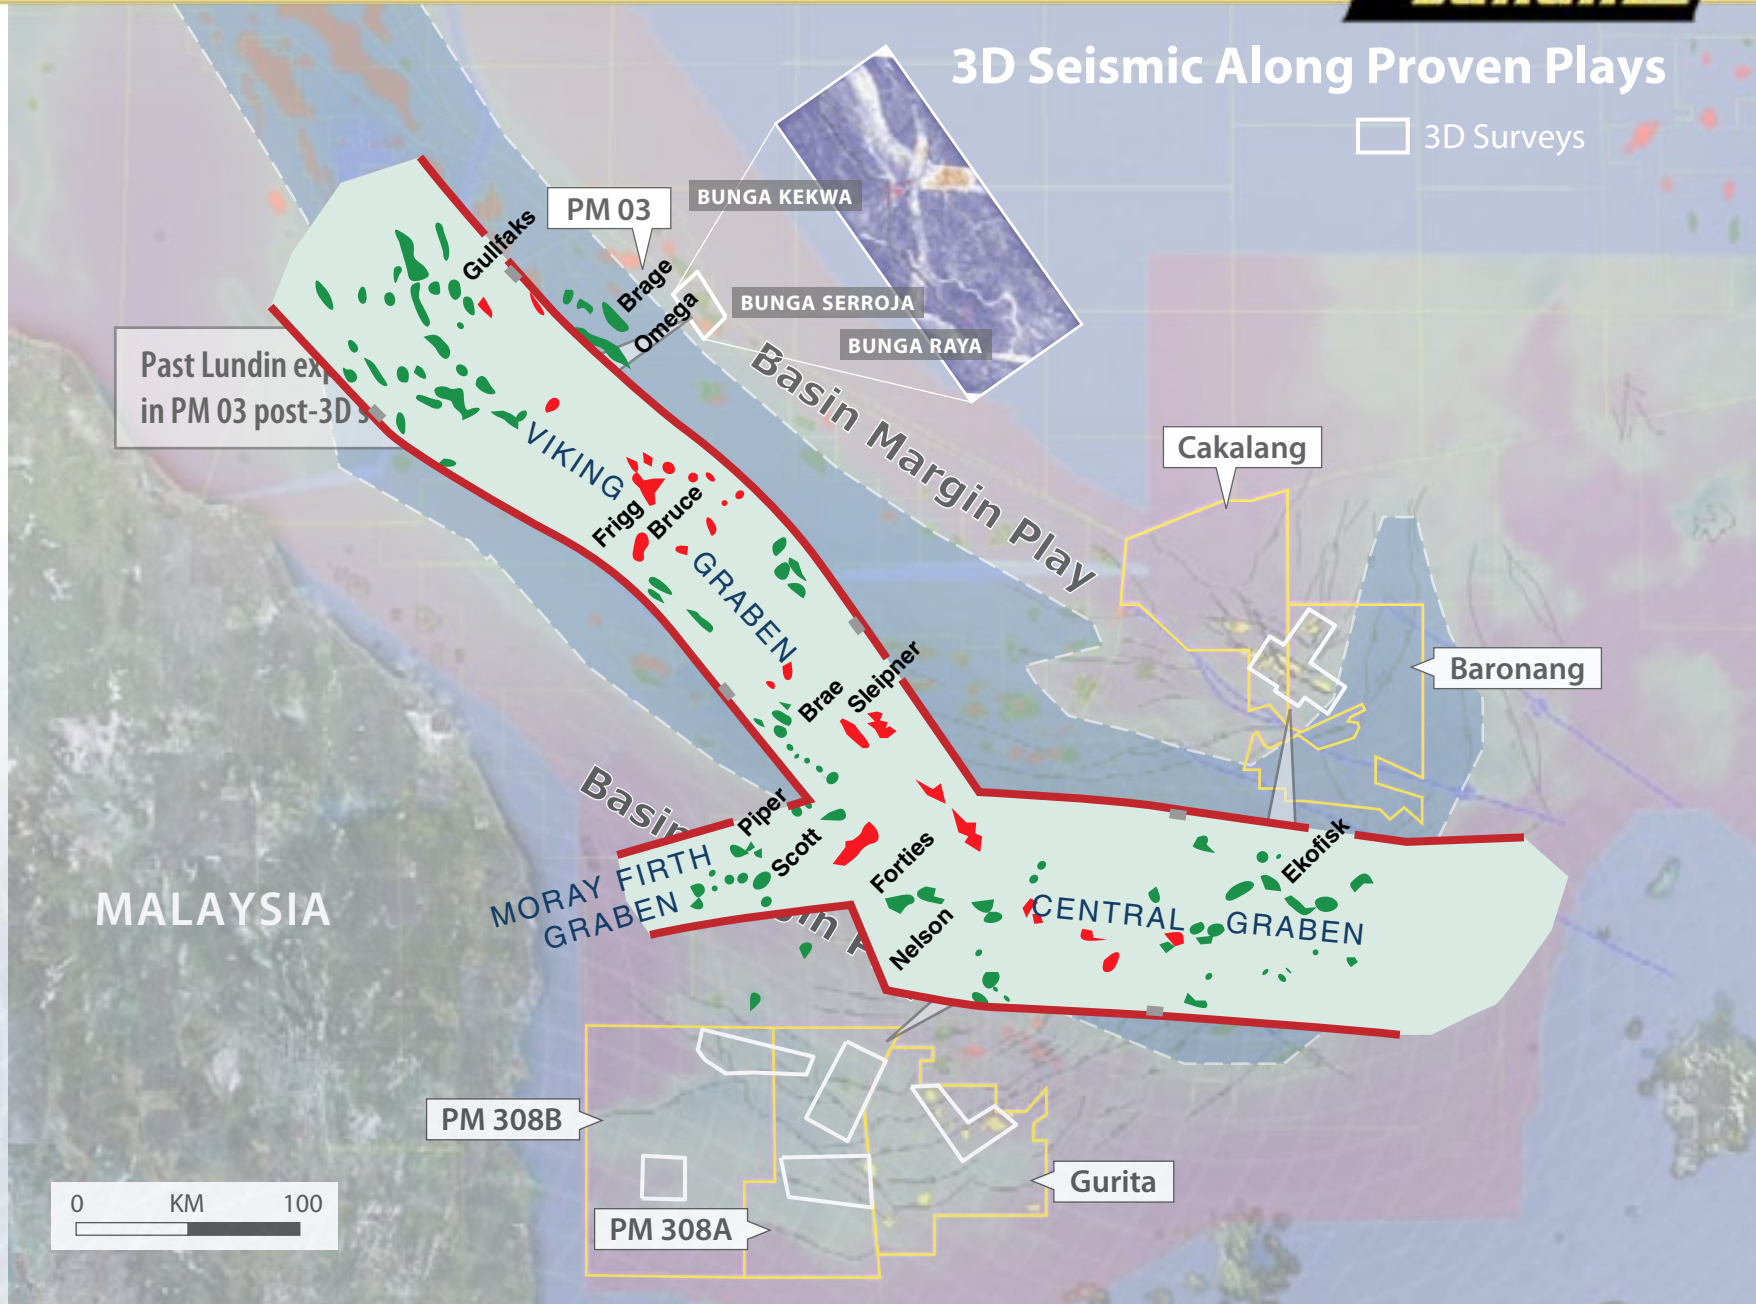 3D Seismic Along Proven Plays
3D Surveys
PM 03
BUNGA KEKWA
BUNGA SERROJA
BUNGA RAYA
Gullfaks
Brage
Omega
Past Lundin
in PM 03 post-3D
Basin Margin Play
VIKING
GRABEN
Frigg
Bruce
Cakalang
Baronang
Brae
Sleipner
Basin
Piper
Scott
Forties
Nelson
Ekofisk
MORAY FIRTH
GRABEN
CENTRAL GRABEN
MALAYSIA
PM 308B
PM 308A
Gurita
0 KM 100